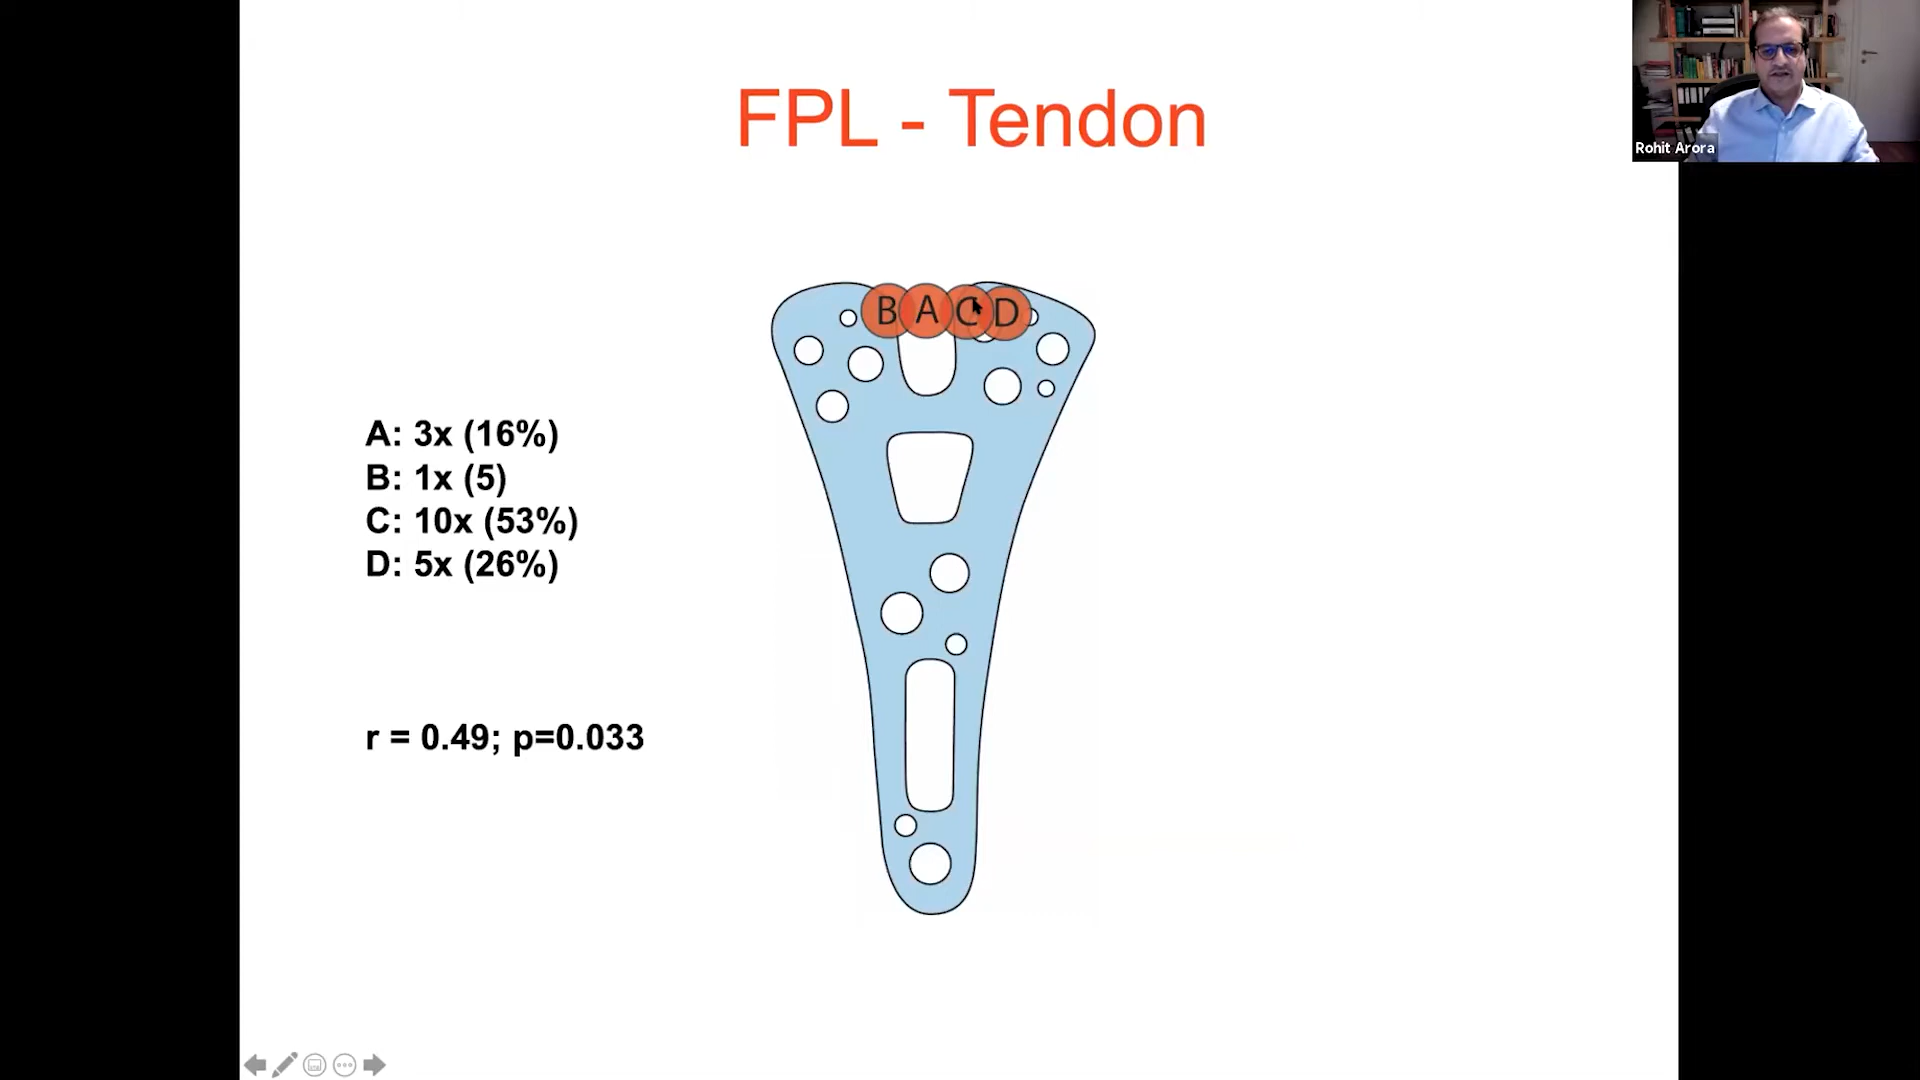 FPL - Tendon
Rohit Arora
B A C D
A: 3x (16%)
B: 1x (5)
C: 10x (53%)
D: 5x (26%)
r = 0.49; p=0.033